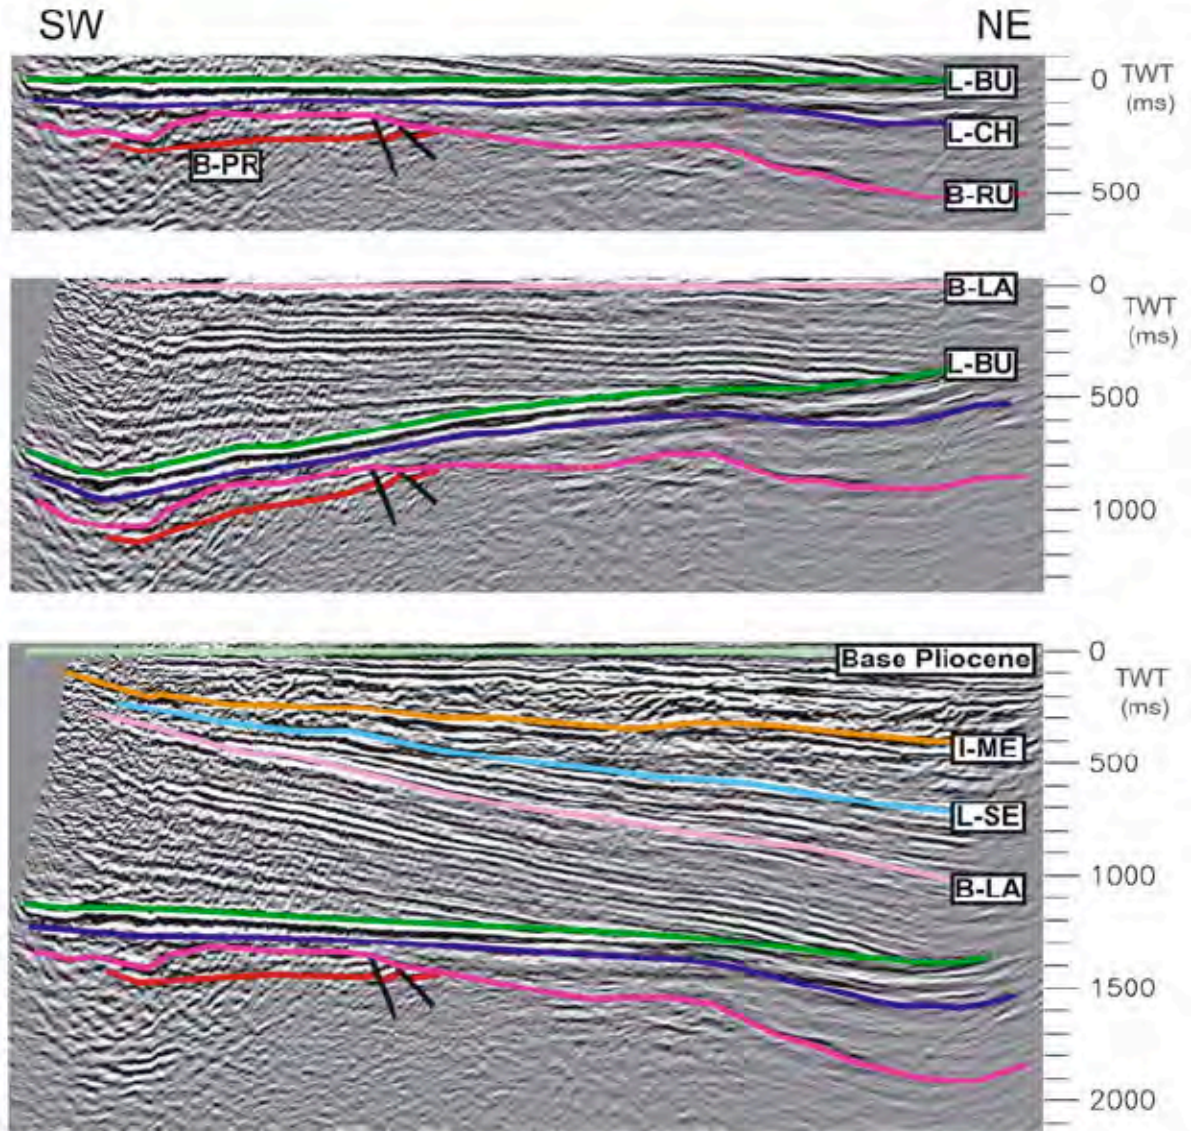 SW
NE
L-BU
0
TWT
(ms)
L-CH
B-PR
B-RU
500
B-LA
0
TWT
(ms)
L-BU
500
1000
Base Pliocene
0
TWT
(ms)
I-ME
500
L-SE
B-LA
1000
1500
2000